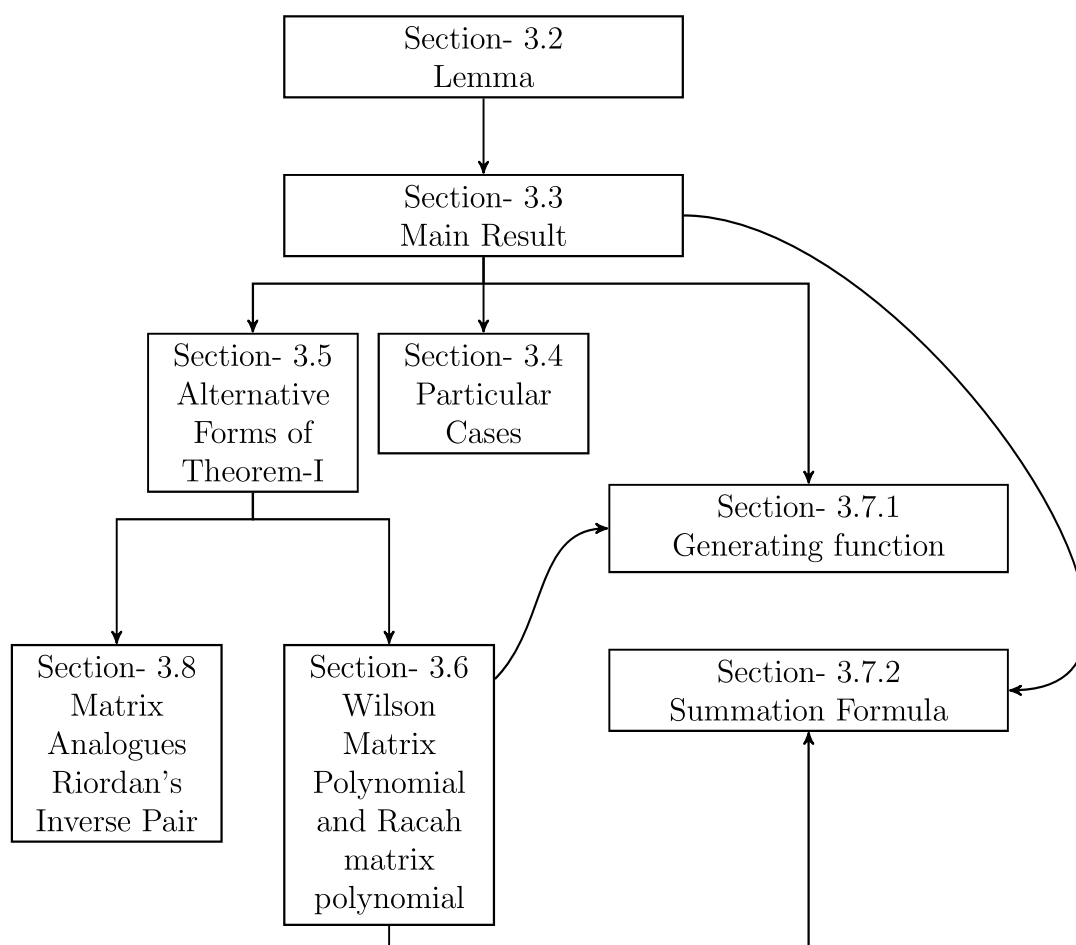 Section- 3.2
Lemma
Section- 3.3
Main Result
Section- 3.5
Alternative
Forms of
Theorem-I
Section- 3.4
Particular
Cases
Section- 3.7.1
Generating function
Section- 3.8
Matrix
Analogues
Riordan's
Inverse Pair
Section- 3.6
Wilson
Matrix
Polynomial
and Racah
matrix
polynomial
Section- 3.7.2
Summation Formula